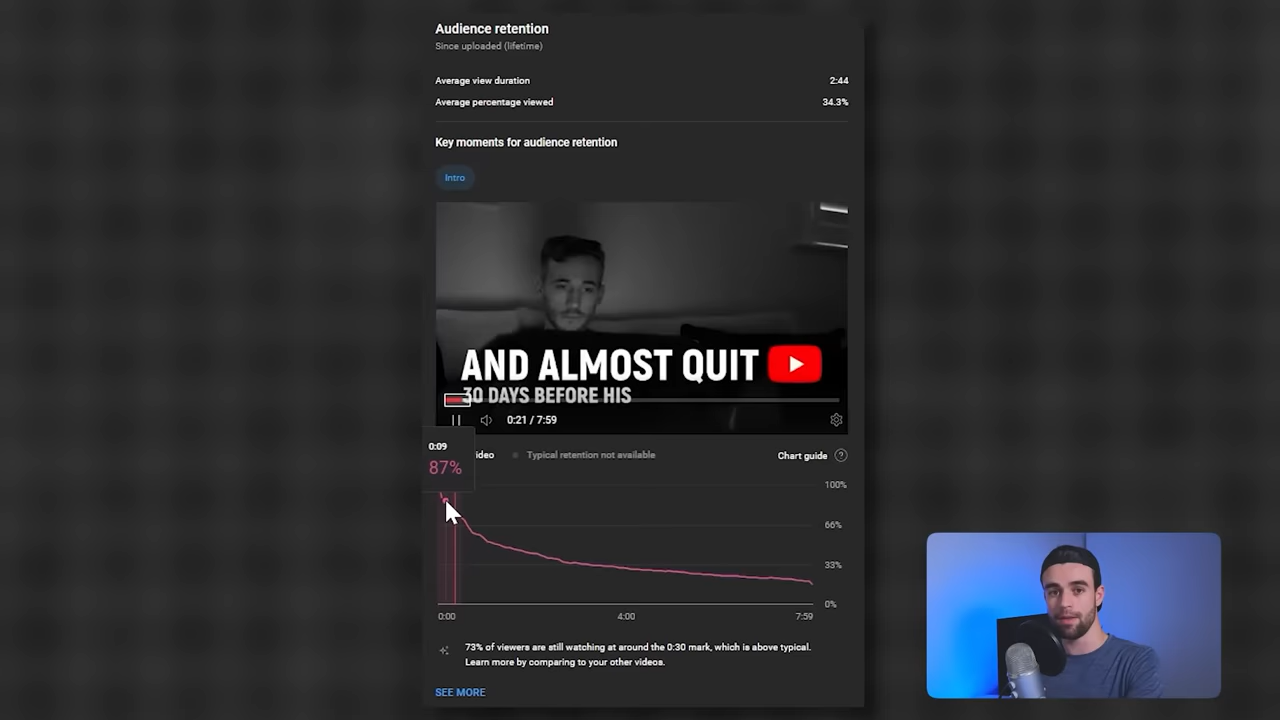 Audience retention
Since uploaded (lifetime)
Average view duration 2:44
Average percentage viewed 34.3%
Key moments for audience retention
Intro
AND ALMOST QUIT
30 DAYS BEFORE HIS
0:21 / 7:59
0:09
87%
ideo Typical retention not available Chart guide ?
100%
66%
33%
0%
0:00 4:00 7:59
73% of viewers are still watching at around the 0:30 mark, which is above typical.
Learn more by comparing to your other videos.
SEE MORE